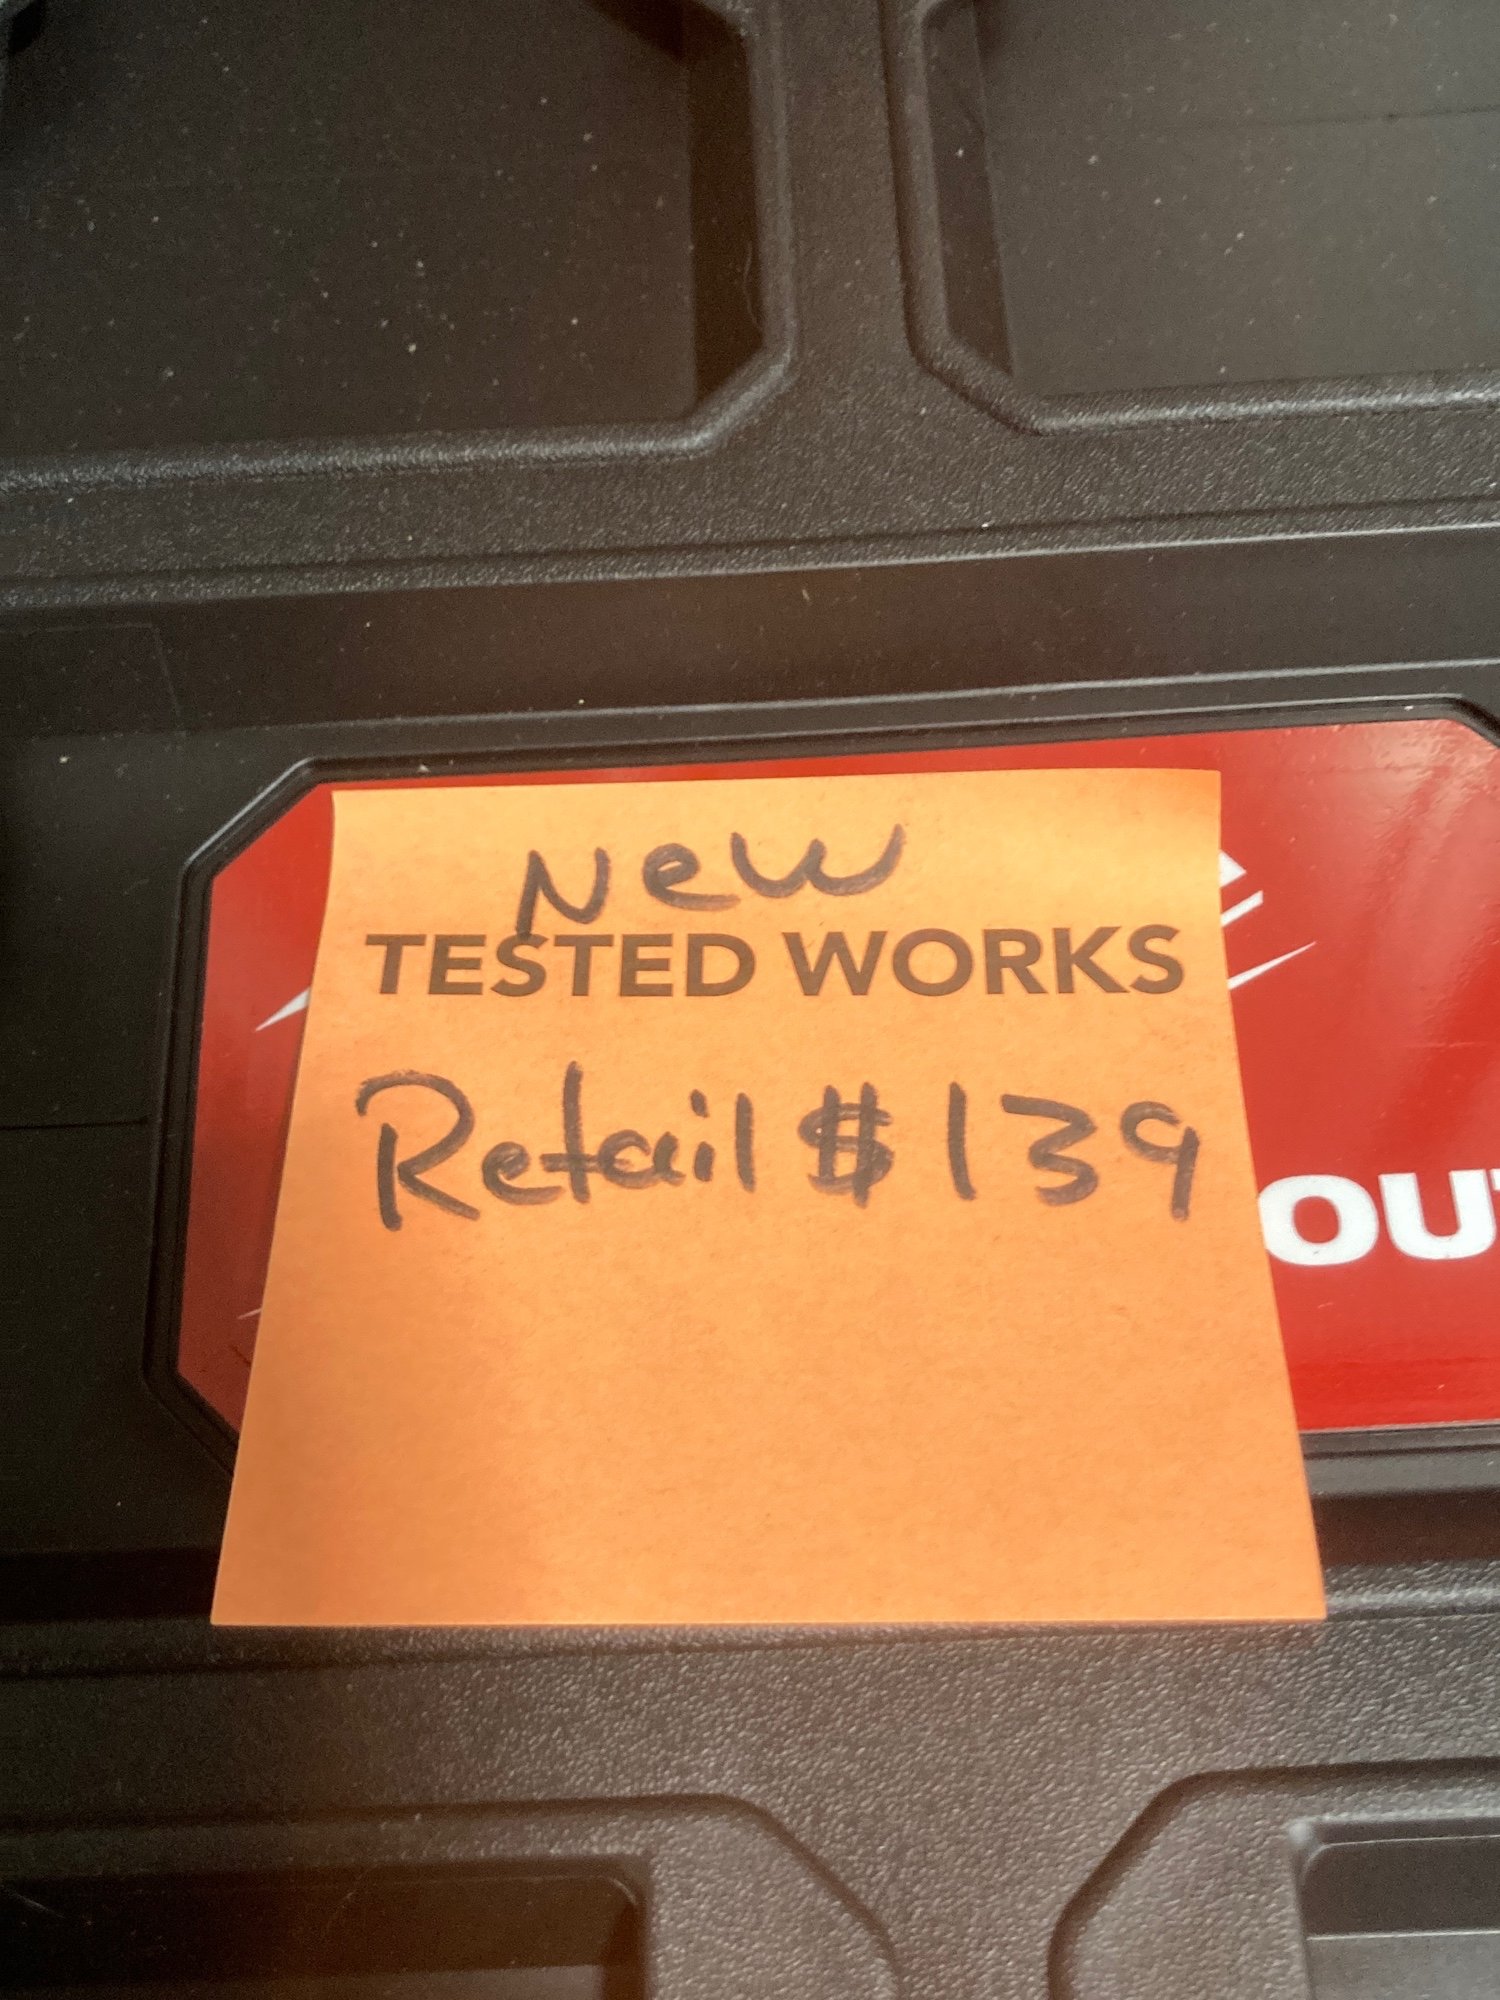 New
TESTED WORKS
Retail $139
OUT